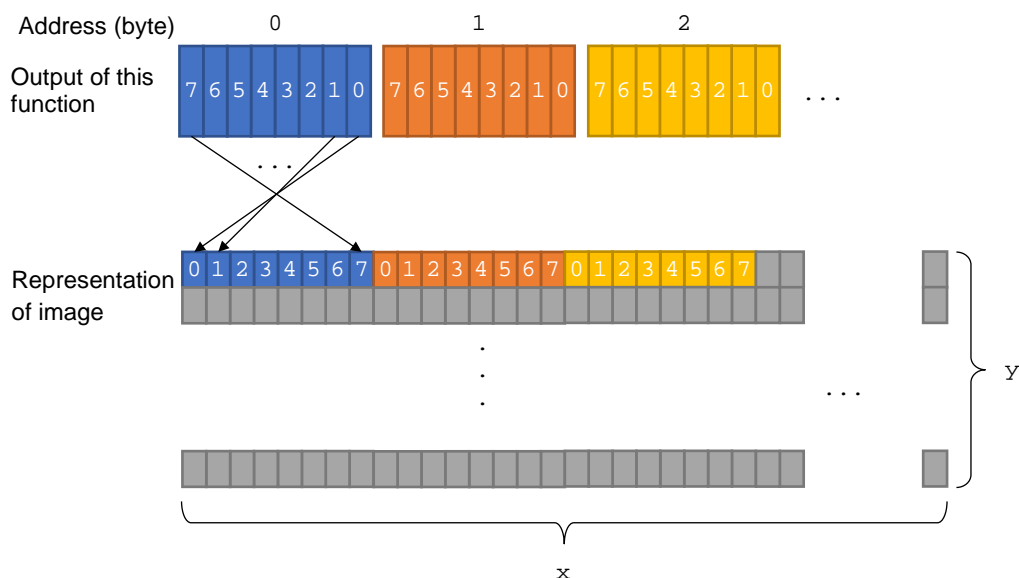 Address (byte) 0 1 2
Output of this
function
7 6 5 4 3 2 1 0 7 6 5 4 3 2 1 0 7 6 5 4 3 2 1 0 ...
...
Representation
of image
0 1 2 3 4 5 6 7 0 1 2 3 4 5 6 7 0 1 2 3 4 5 6 7
...
y
x